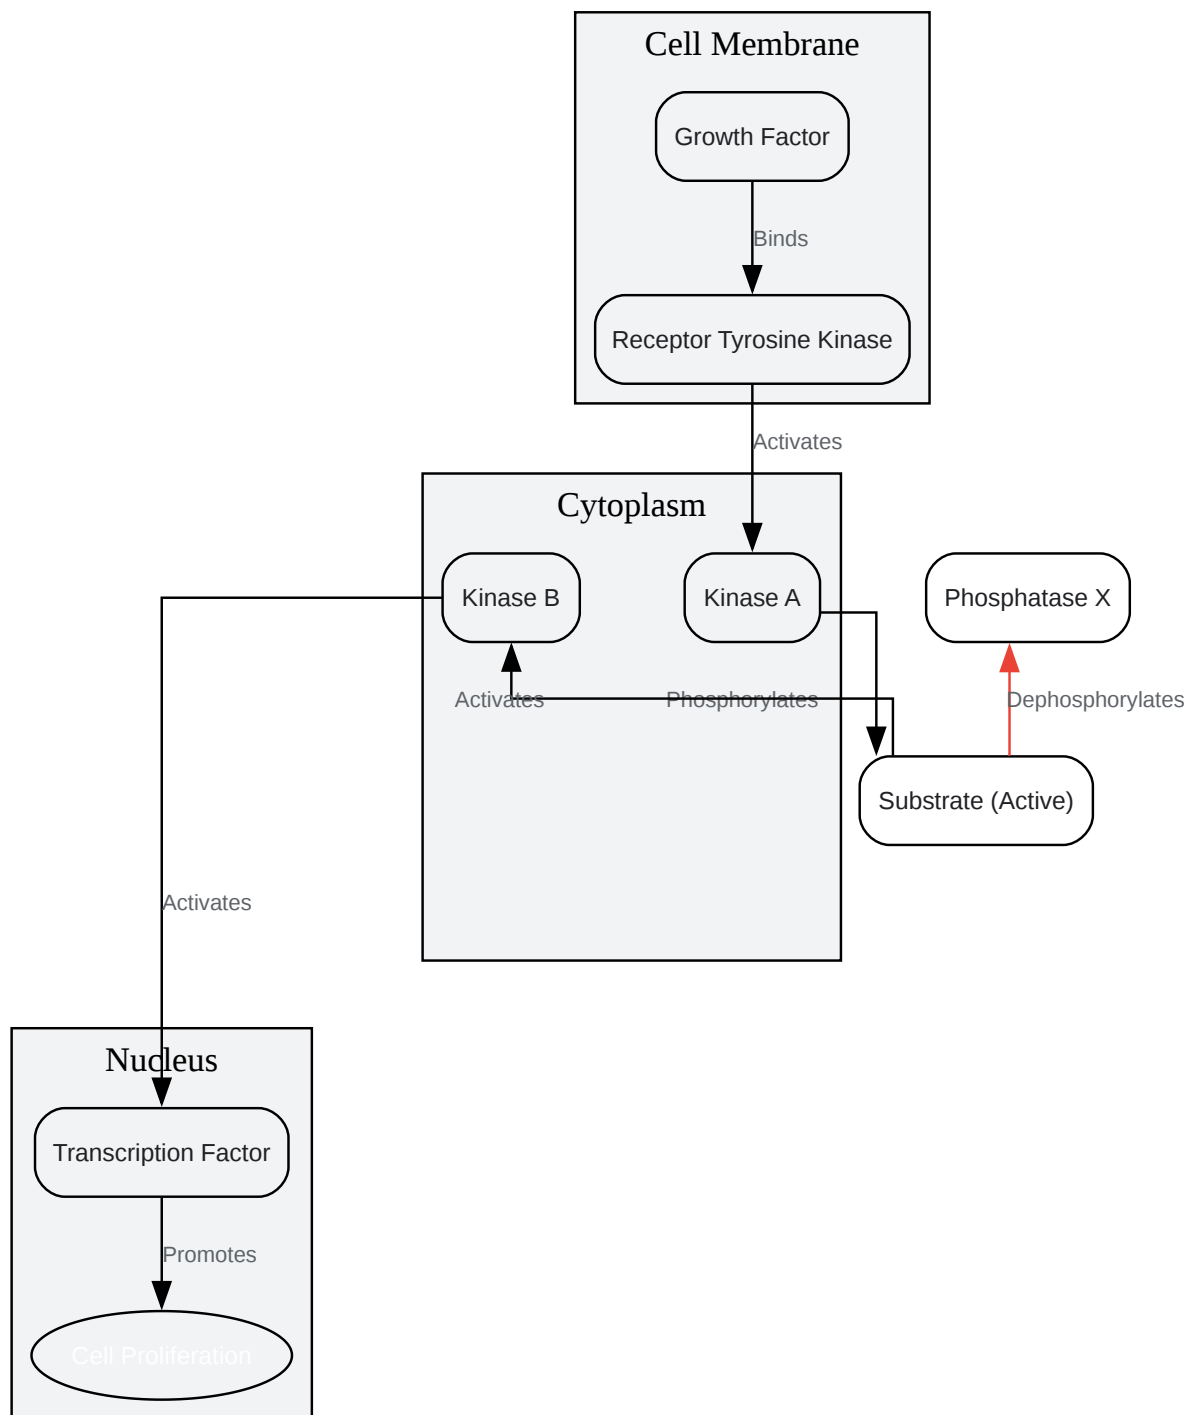 Cell Membrane
Growth Factor
Binds
Receptor Tyrosine Kinase
Activates
Cytoplasm
Kinase B
Kinase A
Phosphatase X
Activates
Phosphorylates
Dephosphorylates
Substrate (Active)
Activates
Nucleus
Transcription Factor
Promotes
Cell Proliferation